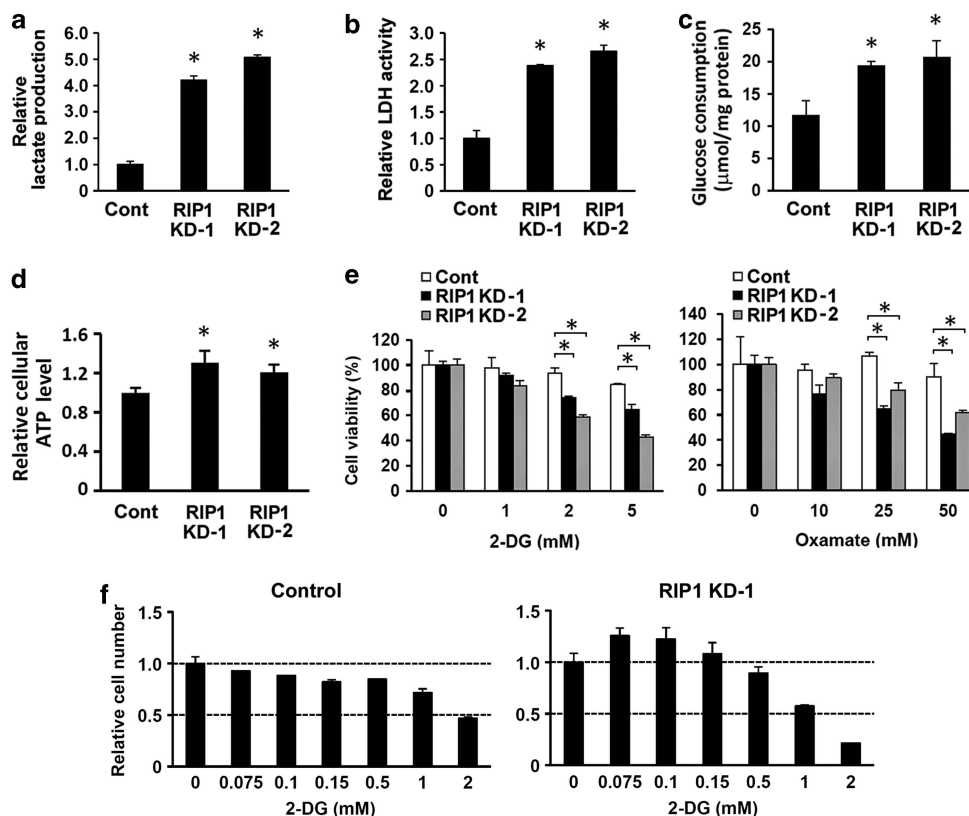 a
Relative
lactate production
6.0
5.0
4.0
3.0
2.0
1.0
0
*
*
Cont
RIP1
KD-1
RIP1
KD-2
b
Relative LDH activity
3.0
2.5
2.0
1.5
1.0
0.5
0
*
*
Cont
RIP1
KD-1
RIP1
KD-2
c
Glucose consumption
(μmol/mg protein)
25
20
15
10
5
0
*
*
Cont
RIP1
KD-1
RIP1
KD-2
d
Relative cellular
ATP level
1.6
1.2
0.8
0.4
0
*
*
Cont
RIP1
KD-1
RIP1
KD-2
e
Cont
RIP1 KD-1
RIP1 KD-2
Cell viability (%)
120
100
80
60
40
20
0
*
*
*
*
0 1 2 5
2-DG (mM)
Cont
RIP1 KD-1
RIP1 KD-2
140
120
100
80
60
40
20
0
*
*
*
*
0 10 25 50
Oxamate (mM)
f
Control
Relative cell number
1.5
1.0
0.5
0
0 0.075 0.1 0.15 0.5 1 2
2-DG (mM)
RIP1 KD-1
1.5
1.0
0.5
0
0 0.075 0.1 0.15 0.5 1 2
2-DG (mM)